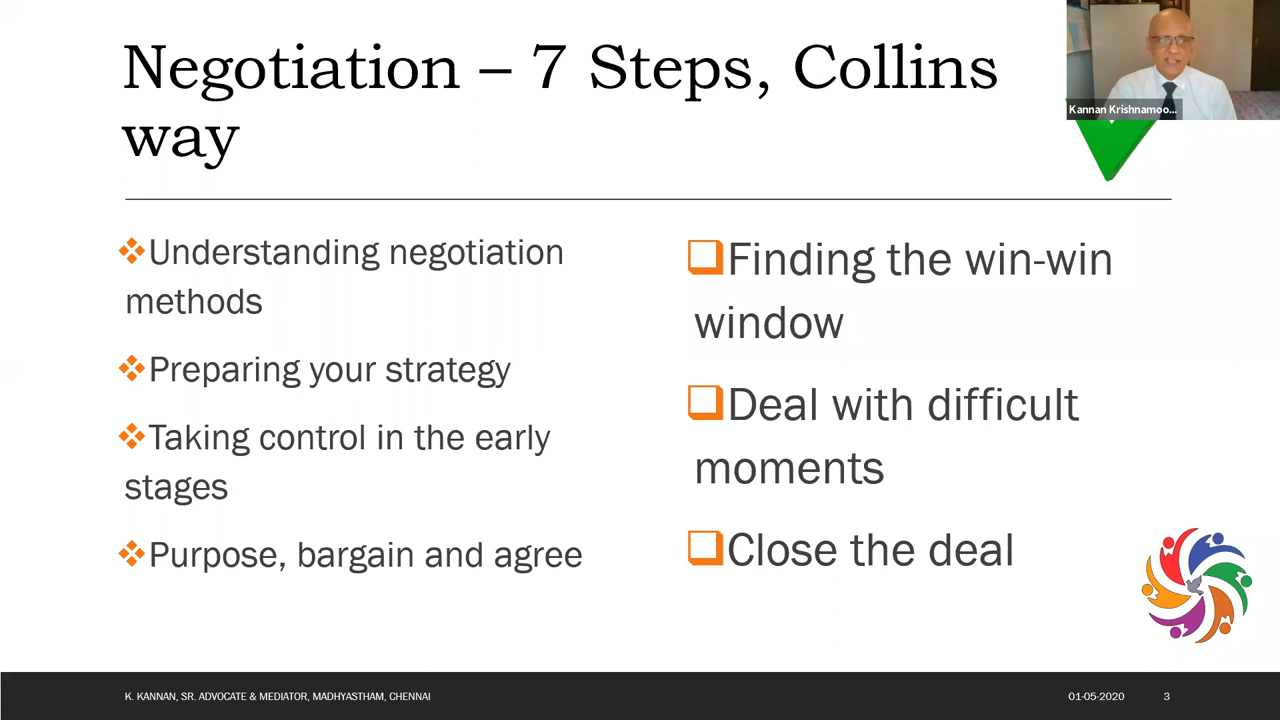 Negotiation – 7 Steps, Collins
way
Kannan Krishnamoo...
Understanding negotiation
methods
Preparing your strategy
Taking control in the early
stages
Purpose, bargain and agree
Finding the win-win
window
Deal with difficult
moments
Close the deal
K. KANNAN, SR. ADVOCATE & MEDIATOR, MADHYASTHAM, CHENNAI
01-05-2020
3